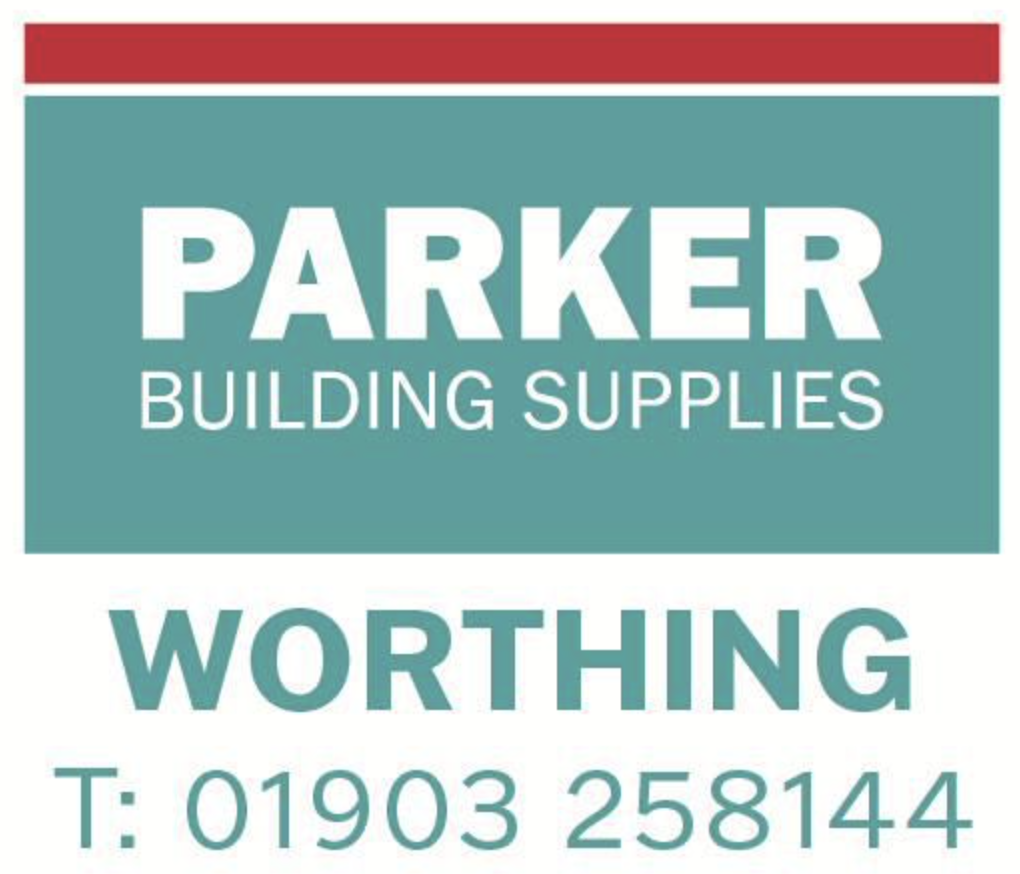 PARKER
BUILDING SUPPLIES
WORTHING
T: 01903 258144